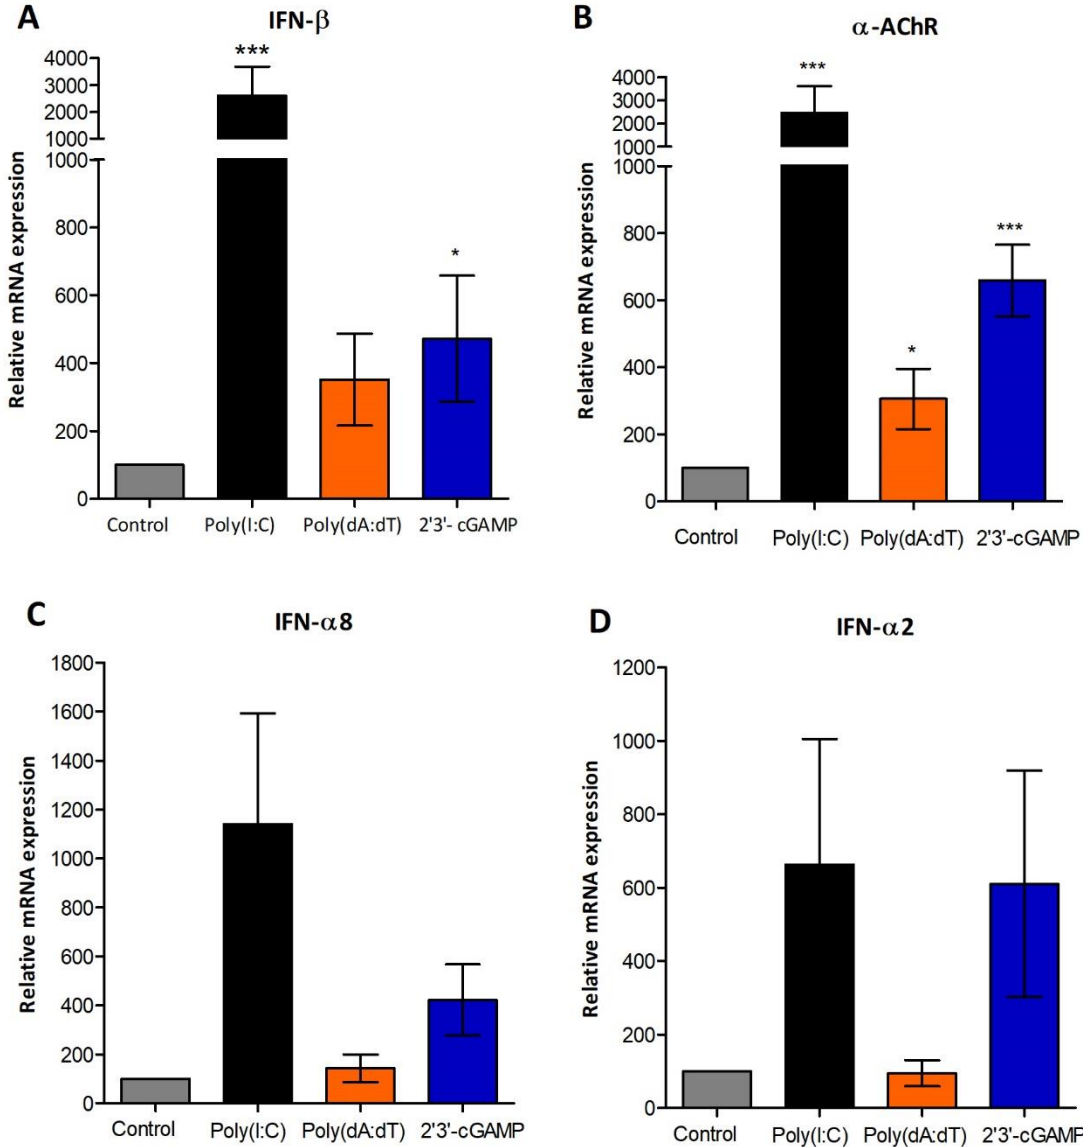 A
IFN-β
Relative mRNA expression
4000
3000
2000
1000
1000
800
600
400
200
0
***
*
Control Poly(I:C) Poly(dA:dT) 2'3'- cGAMP
B
α-AChR
Relative mRNA expression
4000
3000
2000
1000
1000
800
600
400
200
0
***
*
***
Control Poly(I:C) Poly(dA:dT) 2'3'-cGAMP
C
IFN-α8
Relative mRNA expression
1800
1600
1400
1200
1000
800
600
400
200
0
Control Poly(I:C) Poly(dA:dT) 2'3'-cGAMP
D
IFN-α2
Relative mRNA expression
1200
1000
800
600
400
200
0
Control Poly(I:C) Poly(dA:dT) 2'3'-cGAMP